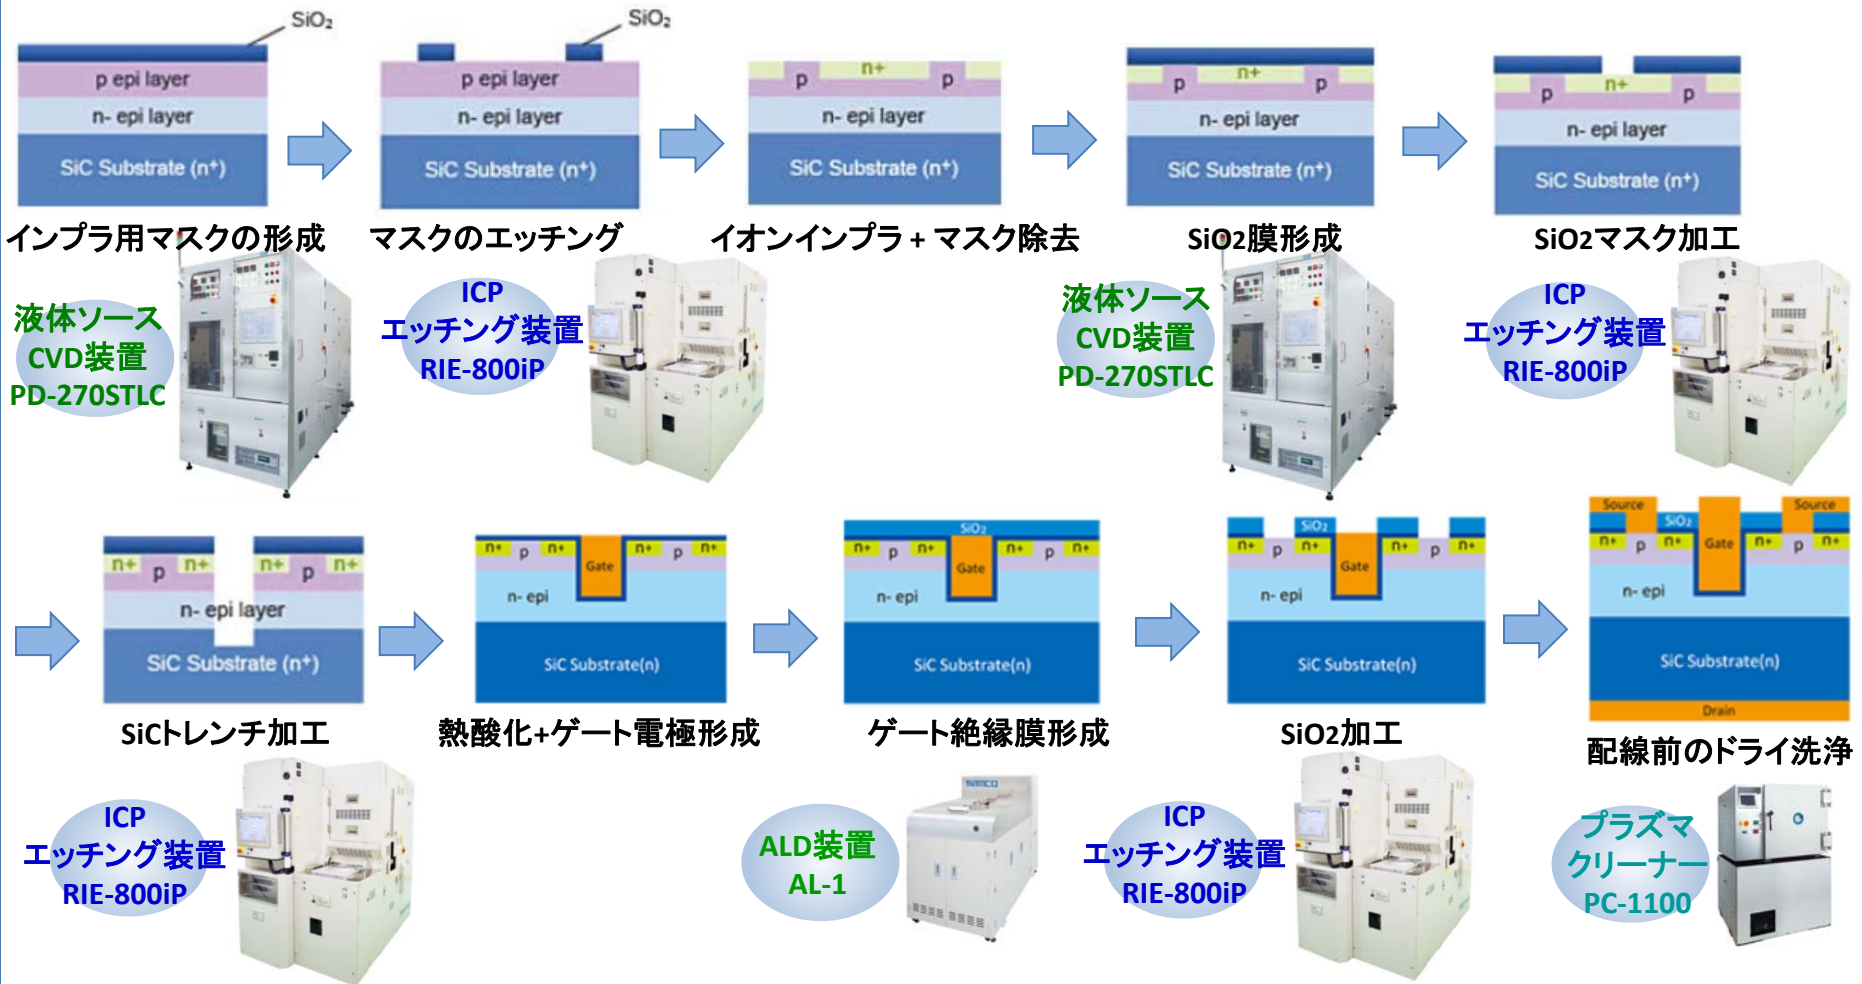 SiO₂
p epi layer
n- epi layer
SiC Substrate (n⁺)
インプラ用マスクの形成
液体ソース
CVD装置
PD-270STLC
SiO₂
p epi layer
n- epi layer
SiC Substrate (n⁺)
マスクのエッチング
ICP
エッチング装置
RIE-800iP
n+
p
p
n- epi layer
SiC Substrate (n⁺)
イオンインプラ + マスク除去
n+
p
p
n- epi layer
SiC Substrate (n⁺)
SiO2膜形成
液体ソース
CVD装置
PD-270STLC
n+
p
p
n- epi layer
SiC Substrate (n⁺)
SiO2マスク加工
ICP
エッチング装置
RIE-800iP
n+ p n+ n+ p n+
n- epi layer
SiC Substrate (n⁺)
SiCトレンチ加工
ICP
エッチング装置
RIE-800iP
n+ p n+ n+ p n+
Gate
n- epi
SiC Substrate(n)
熱酸化+ゲート電極形成
SiO₂
n+ p n+ n+ p n+
Gate
n- epi
SiC Substrate(n)
ゲート絶縁膜形成
ALD装置
AL-1
samco
SiO₂
n+ p n+ n+ p n+
Gate
n- epi
SiC Substrate(n)
SiO2加工
ICP
エッチング装置
RIE-800iP
Source Source
SiO₂
n+ p n+ Gate n+ p n+
n- epi
SiC Substrate(n)
Drain
配線前のドライ洗浄
プラズマ
クリーナー
PC-1100